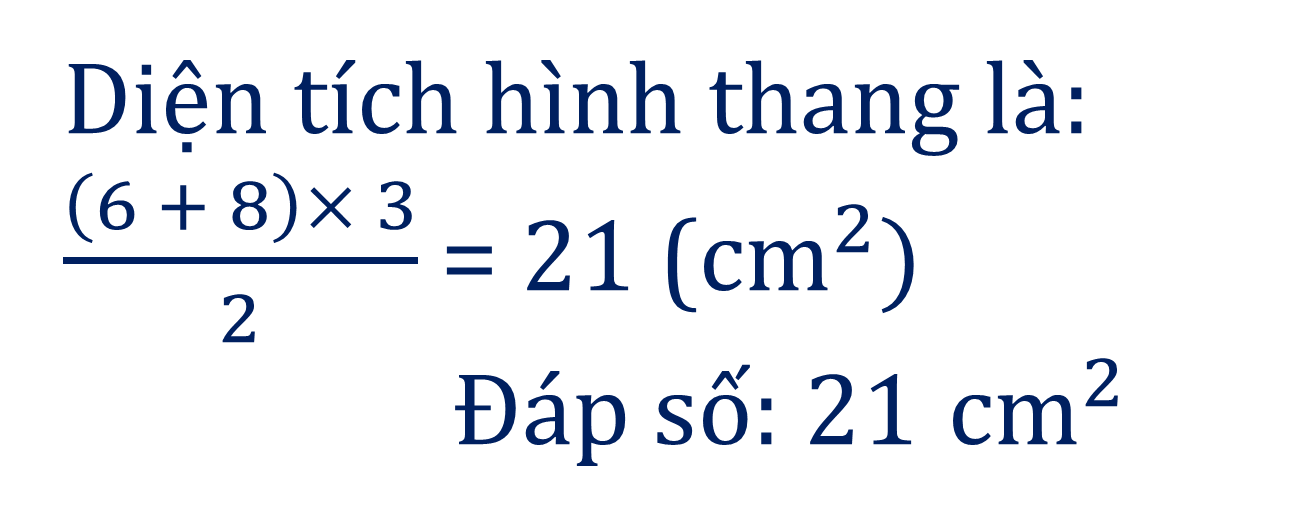 Diện tích hình thang là:
(6 + 8)× 3
2
= 21 (cm²)
Đáp số: 21 cm²